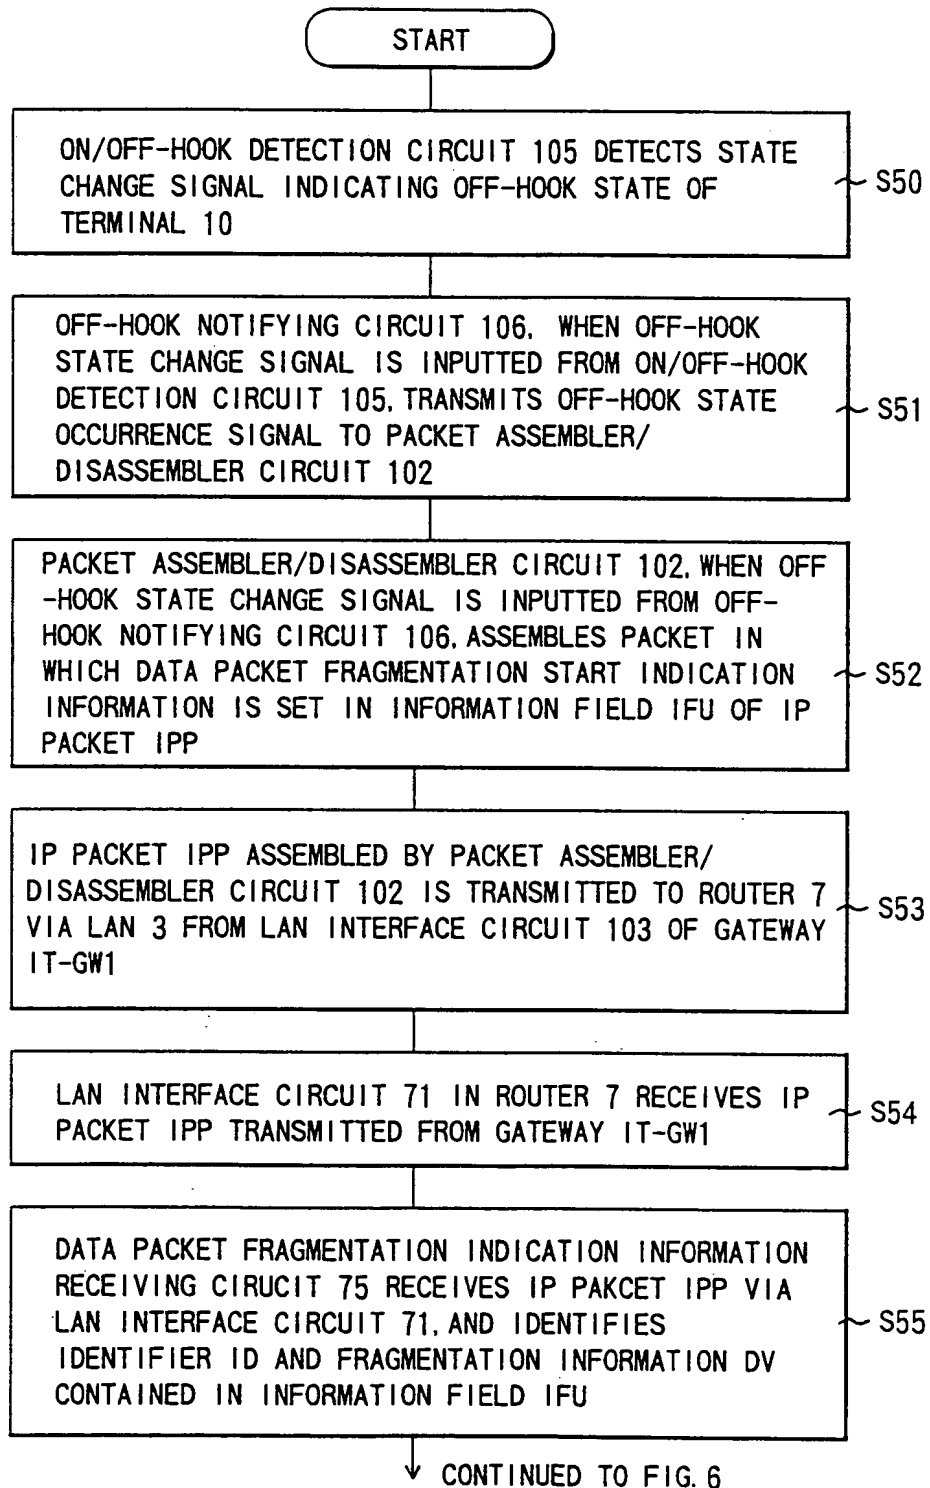 START
ON/OFF-HOOK DETECTION CIRCUIT 105 DETECTS STATE
CHANGE SIGNAL INDICATING OFF-HOOK STATE OF
TERMINAL 10
S50
OFF-HOOK NOTIFYING CIRCUIT 106, WHEN OFF-HOOK
STATE CHANGE SIGNAL IS INPUTTED FROM ON/OFF-HOOK
DETECTION CIRCUIT 105, TRANSMITS OFF-HOOK STATE
OCCURRENCE SIGNAL TO PACKET ASSEMBLER/
DISASSEMBLER CIRCUIT 102
S51
PACKET ASSEMBLER/DISASSEMBLER CIRCUIT 102, WHEN OFF
-HOOK STATE CHANGE SIGNAL IS INPUTTED FROM OFF-
HOOK NOTIFYING CIRCUIT 106, ASSEMBLES PACKET IN
WHICH DATA PACKET FRAGMENTATION START INDICATION
INFORMATION IS SET IN INFORMATION FIELD IFU OF IP
PACKET IPP
S52
IP PACKET IPP ASSEMBLED BY PACKET ASSEMBLER/
DISASSEMBLER CIRCUIT 102 IS TRANSMITTED TO ROUTER 7
VIA LAN 3 FROM LAN INTERFACE CIRCUIT 103 OF GATEWAY
IT-GW1
S53
LAN INTERFACE CIRCUIT 71 IN ROUTER 7 RECEIVES IP
PACKET IPP TRANSMITTED FROM GATEWAY IT-GW1
S54
DATA PACKET FRAGMENTATION INDICATION INFORMATION
RECEIVING CIRUCIT 75 RECEIVES IP PAKCET IPP VIA
LAN INTERFACE CIRCUIT 71, AND IDENTIFIES
IDENTIFIER ID AND FRAGMENTATION INFORMATION DV
CONTAINED IN INFORMATION FIELD IFU
S55
CONTINUED TO FIG. 6